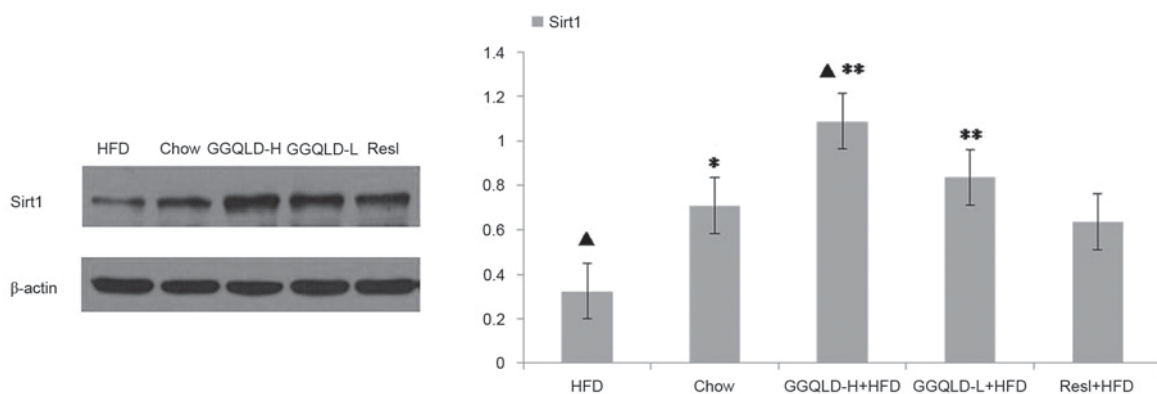 HFD Chow GGQLD-H GGQLD-L Resl
Sirt1
β-actin
Sirt1
1.4
1.2
1
0.8
0.6
0.4
0.2
0
▲
*
▲ **
**
HFD Chow GGQLD-H+HFD GGQLD-L+HFD Resl+HFD